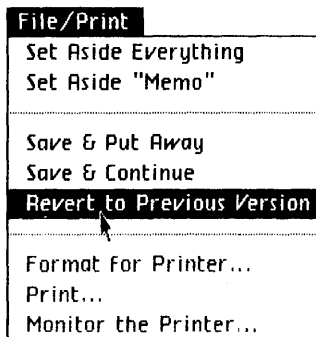 File/Print
Set Aside Everything
Set Aside "Memo"
Save & Put Away
Save & Continue
Revert to Previous Version
Format for Printer...
Print...
Monitor the Printer...